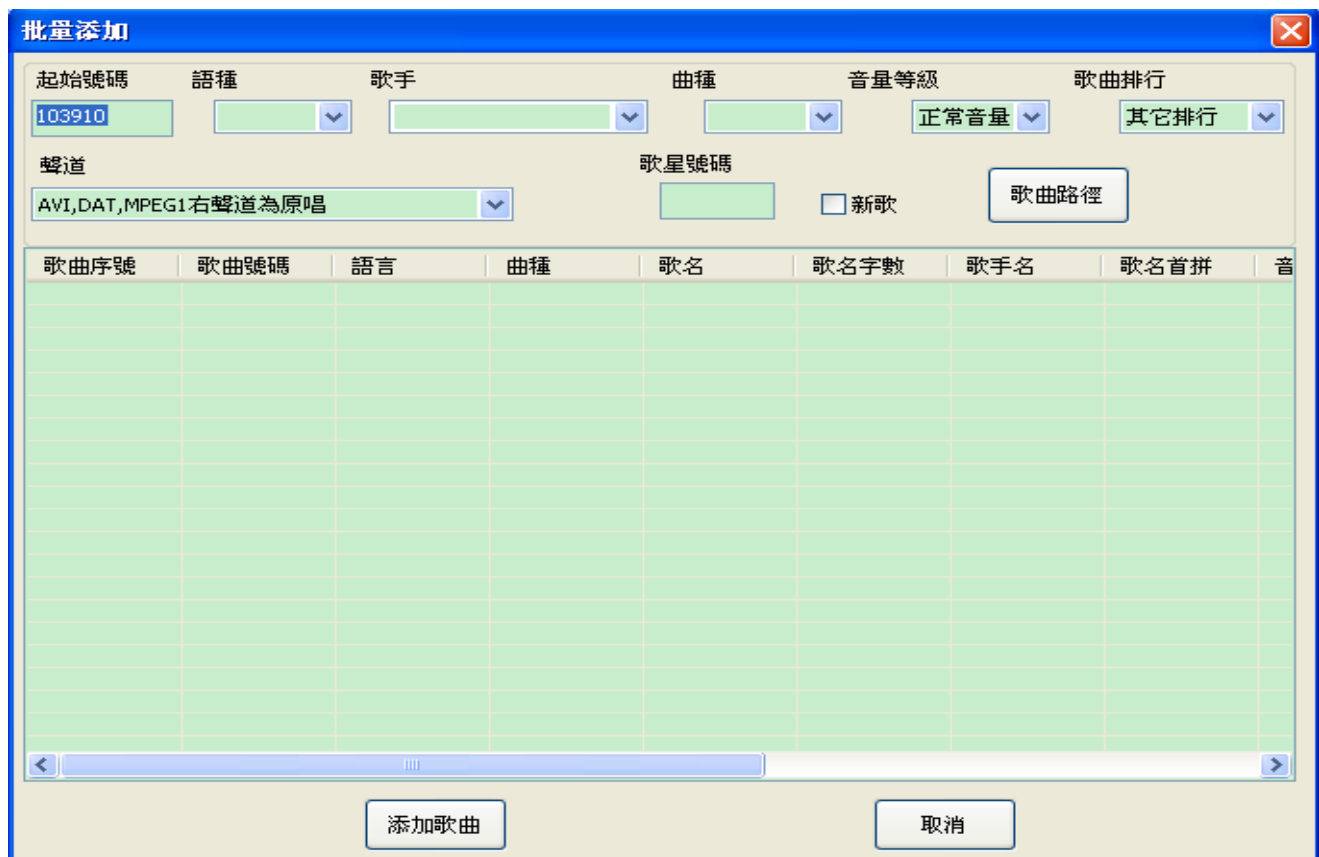 批量添加
起始號碼 語種 歌手 曲種 音量等級 歌曲排行
103910 正常音量 其它排行
聲道 歌星號碼
AVI,DAT,MPEG1右聲道為原唱 新歌 歌曲路徑
歌曲序號 歌曲號碼 語言 曲種 歌名 歌名字數 歌手名 歌名首拼 音
添加歌曲 取消